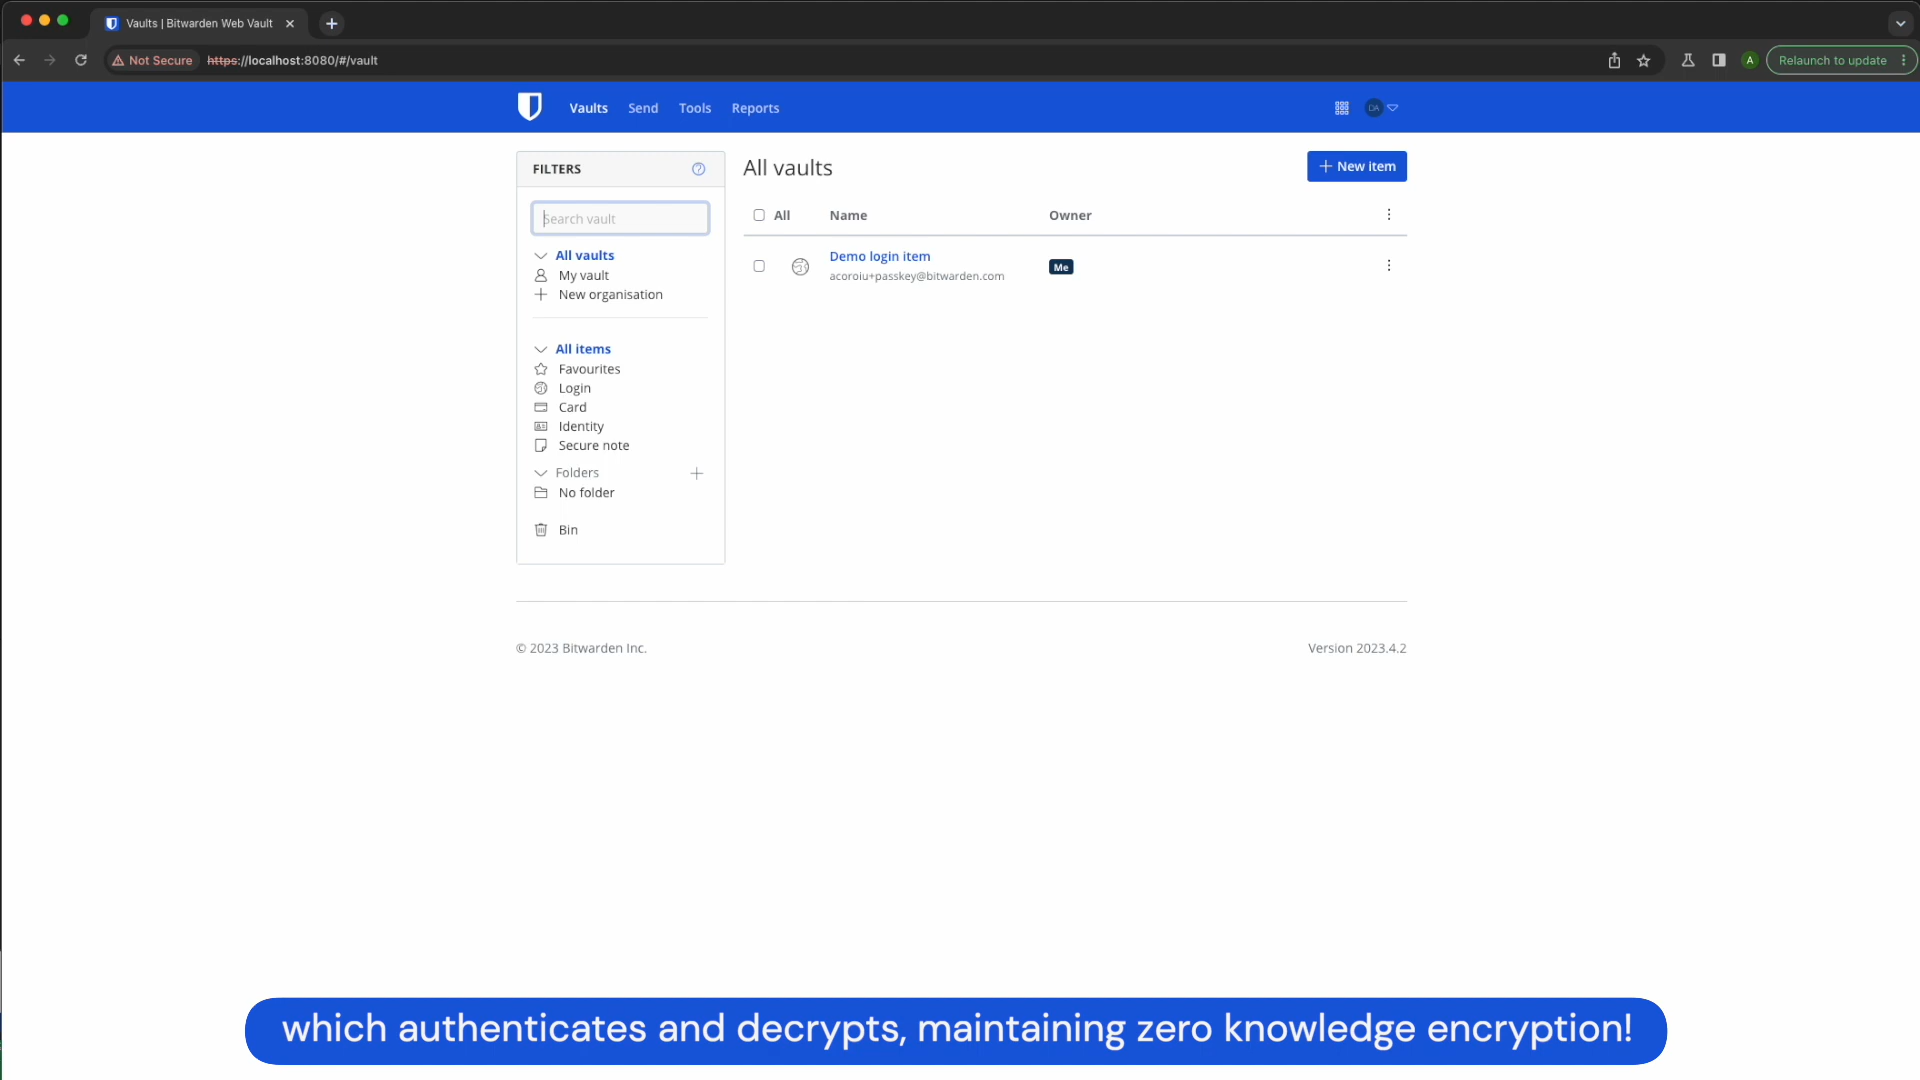 Vaults | Bitwarden Web Vault
Not Secure https://localhost:8080/#/vault
A
Relaunch to update
Vaults Send Tools Reports
DA
FILTERS
Search vault
All vaults
My vault
New organisation
All items
Favourites
Login
Card
Identity
Secure note
Folders
No folder
Bin
All vaults
New item
All Name Owner
Demo login item
acoroiu+passkey@bitwarden.com
Me
© 2023 Bitwarden Inc.
Version 2023.4.2
which authenticates and decrypts, maintaining zero knowledge encryption!